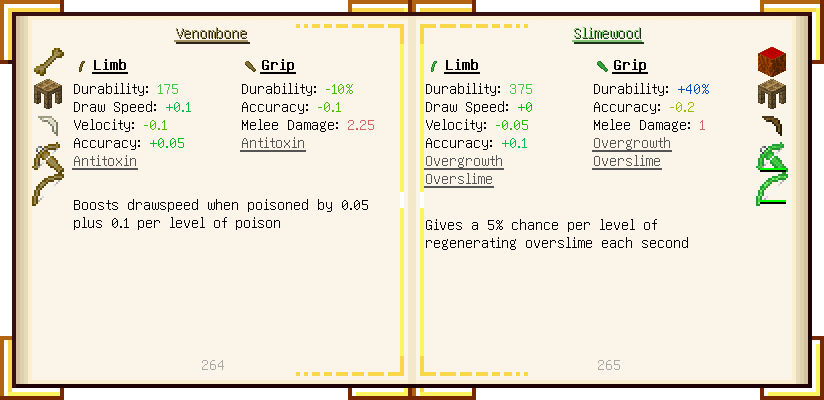 Venombone
Limb
Durability: 175
Draw Speed: +0.1
Velocity: -0.1
Accuracy: +0.05
Antitoxin
Grip
Durability: -10%
Accuracy: -0.1
Melee Damage: 2.25
Antitoxin
Boosts drawspeed when poisoned by 0.05
plus 0.1 per level of poison
264
Slimewood
Limb
Durability: 375
Draw Speed: +0
Velocity: -0.05
Accuracy: +0.1
Overgrowth
Overslime
Grip
Durability: +40%
Accuracy: -0.2
Melee Damage: 1
Overgrowth
Overslime
Gives a 5% chance per level of
regenerating overslime each second
265